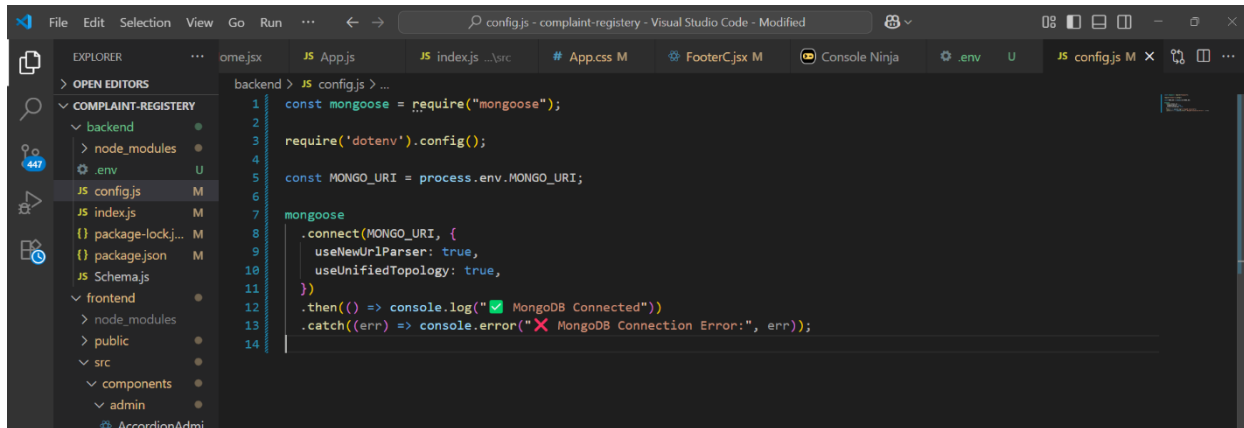 File Edit Selection View Go Run ··· ← → config.js - complaint-registery - Visual Studio Code - Modified
EXPLORER ··· ome.jsx JS App.js JS index.js ...\src # App.css M FooterC.jsx M Console Ninja .env U JS config.js M
> OPEN EDITORS
COMPLAINT-REGISTERY
backend
> node_modules
.env U
JS config.js M
JS index.js M
{} package-lock.j... M
{} package.json M
JS Schema.js
frontend
> node_modules
> public
src
components
admin
AccordionAdmi
447
backend > JS config.js > ...
1 const mongoose = require("mongoose");
2
3 require('dotenv').config();
4
5 const MONGO_URI = process.env.MONGO_URI;
6
7 mongoose
8 .connect(MONGO_URI, {
9 useNewUrlParser: true,
10 useUnifiedTopology: true,
11 })
12 .then(() => console.log("✅ MongoDB Connected"))
13 .catch((err) => console.error("❌ MongoDB Connection Error:", err));
14